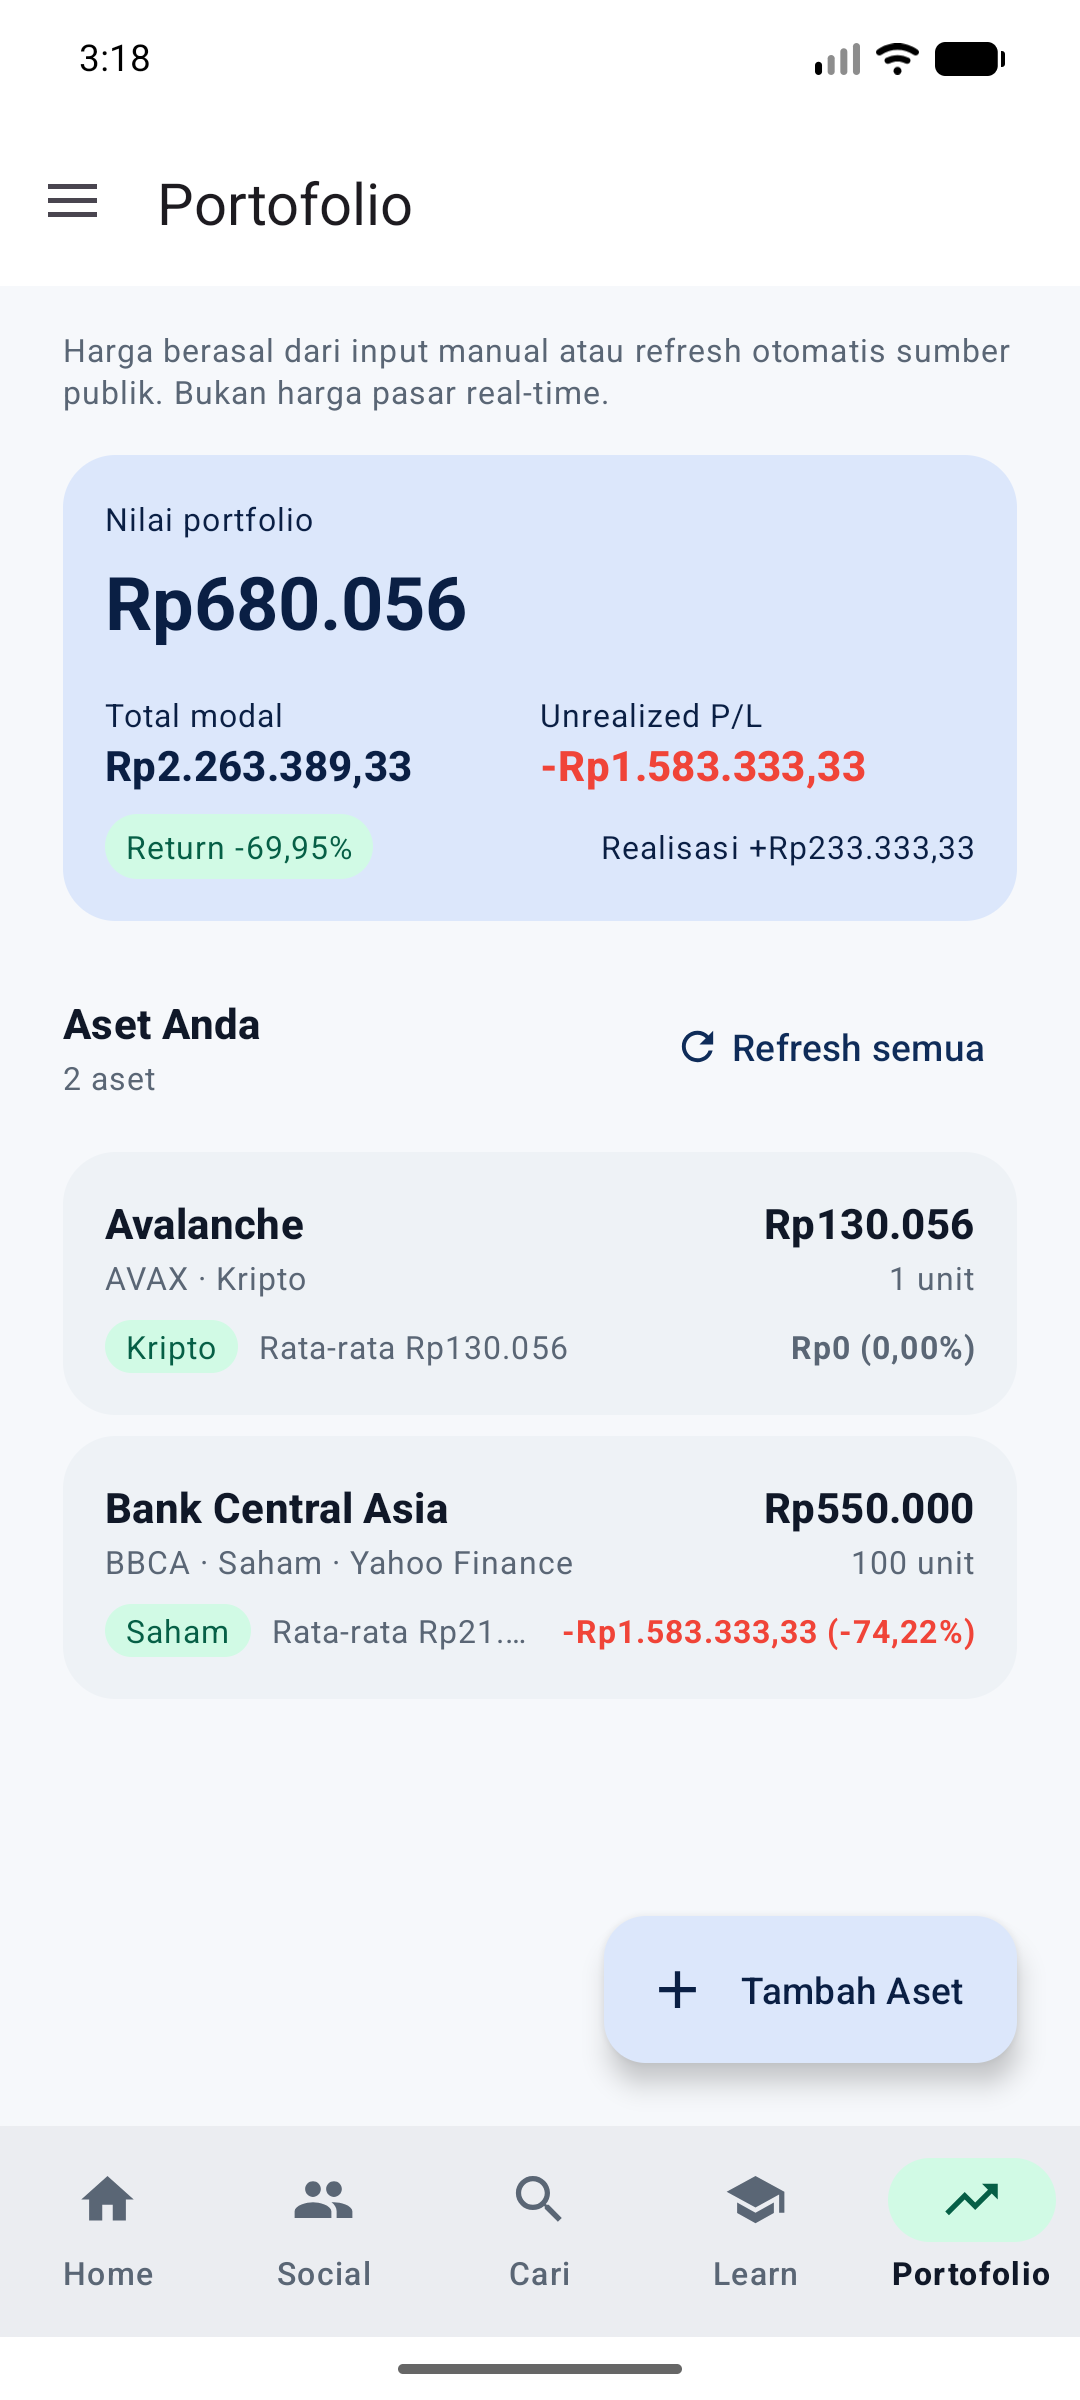 3:18
Portofolio
Harga berasal dari input manual atau refresh otomatis sumber
publik. Bukan harga pasar real-time.
Nilai portfolio
Rp680.056
Total modal
Unrealized P/L
Rp2.263.389,33
-Rp1.583.333,33
Return -69,95%
Realisasi +Rp233.333,33
Aset Anda
2 aset
Refresh semua
Avalanche
Rp130.056
AVAX · Kripto
1 unit
Kripto
Rata-rata Rp130.056
Rp0 (0,00%)
Bank Central Asia
Rp550.000
BBCA · Saham · Yahoo Finance
100 unit
Saham
Rata-rata Rp21.…
-Rp1.583.333,33 (-74,22%)
Tambah Aset
Home
Social
Cari
Learn
Portofolio